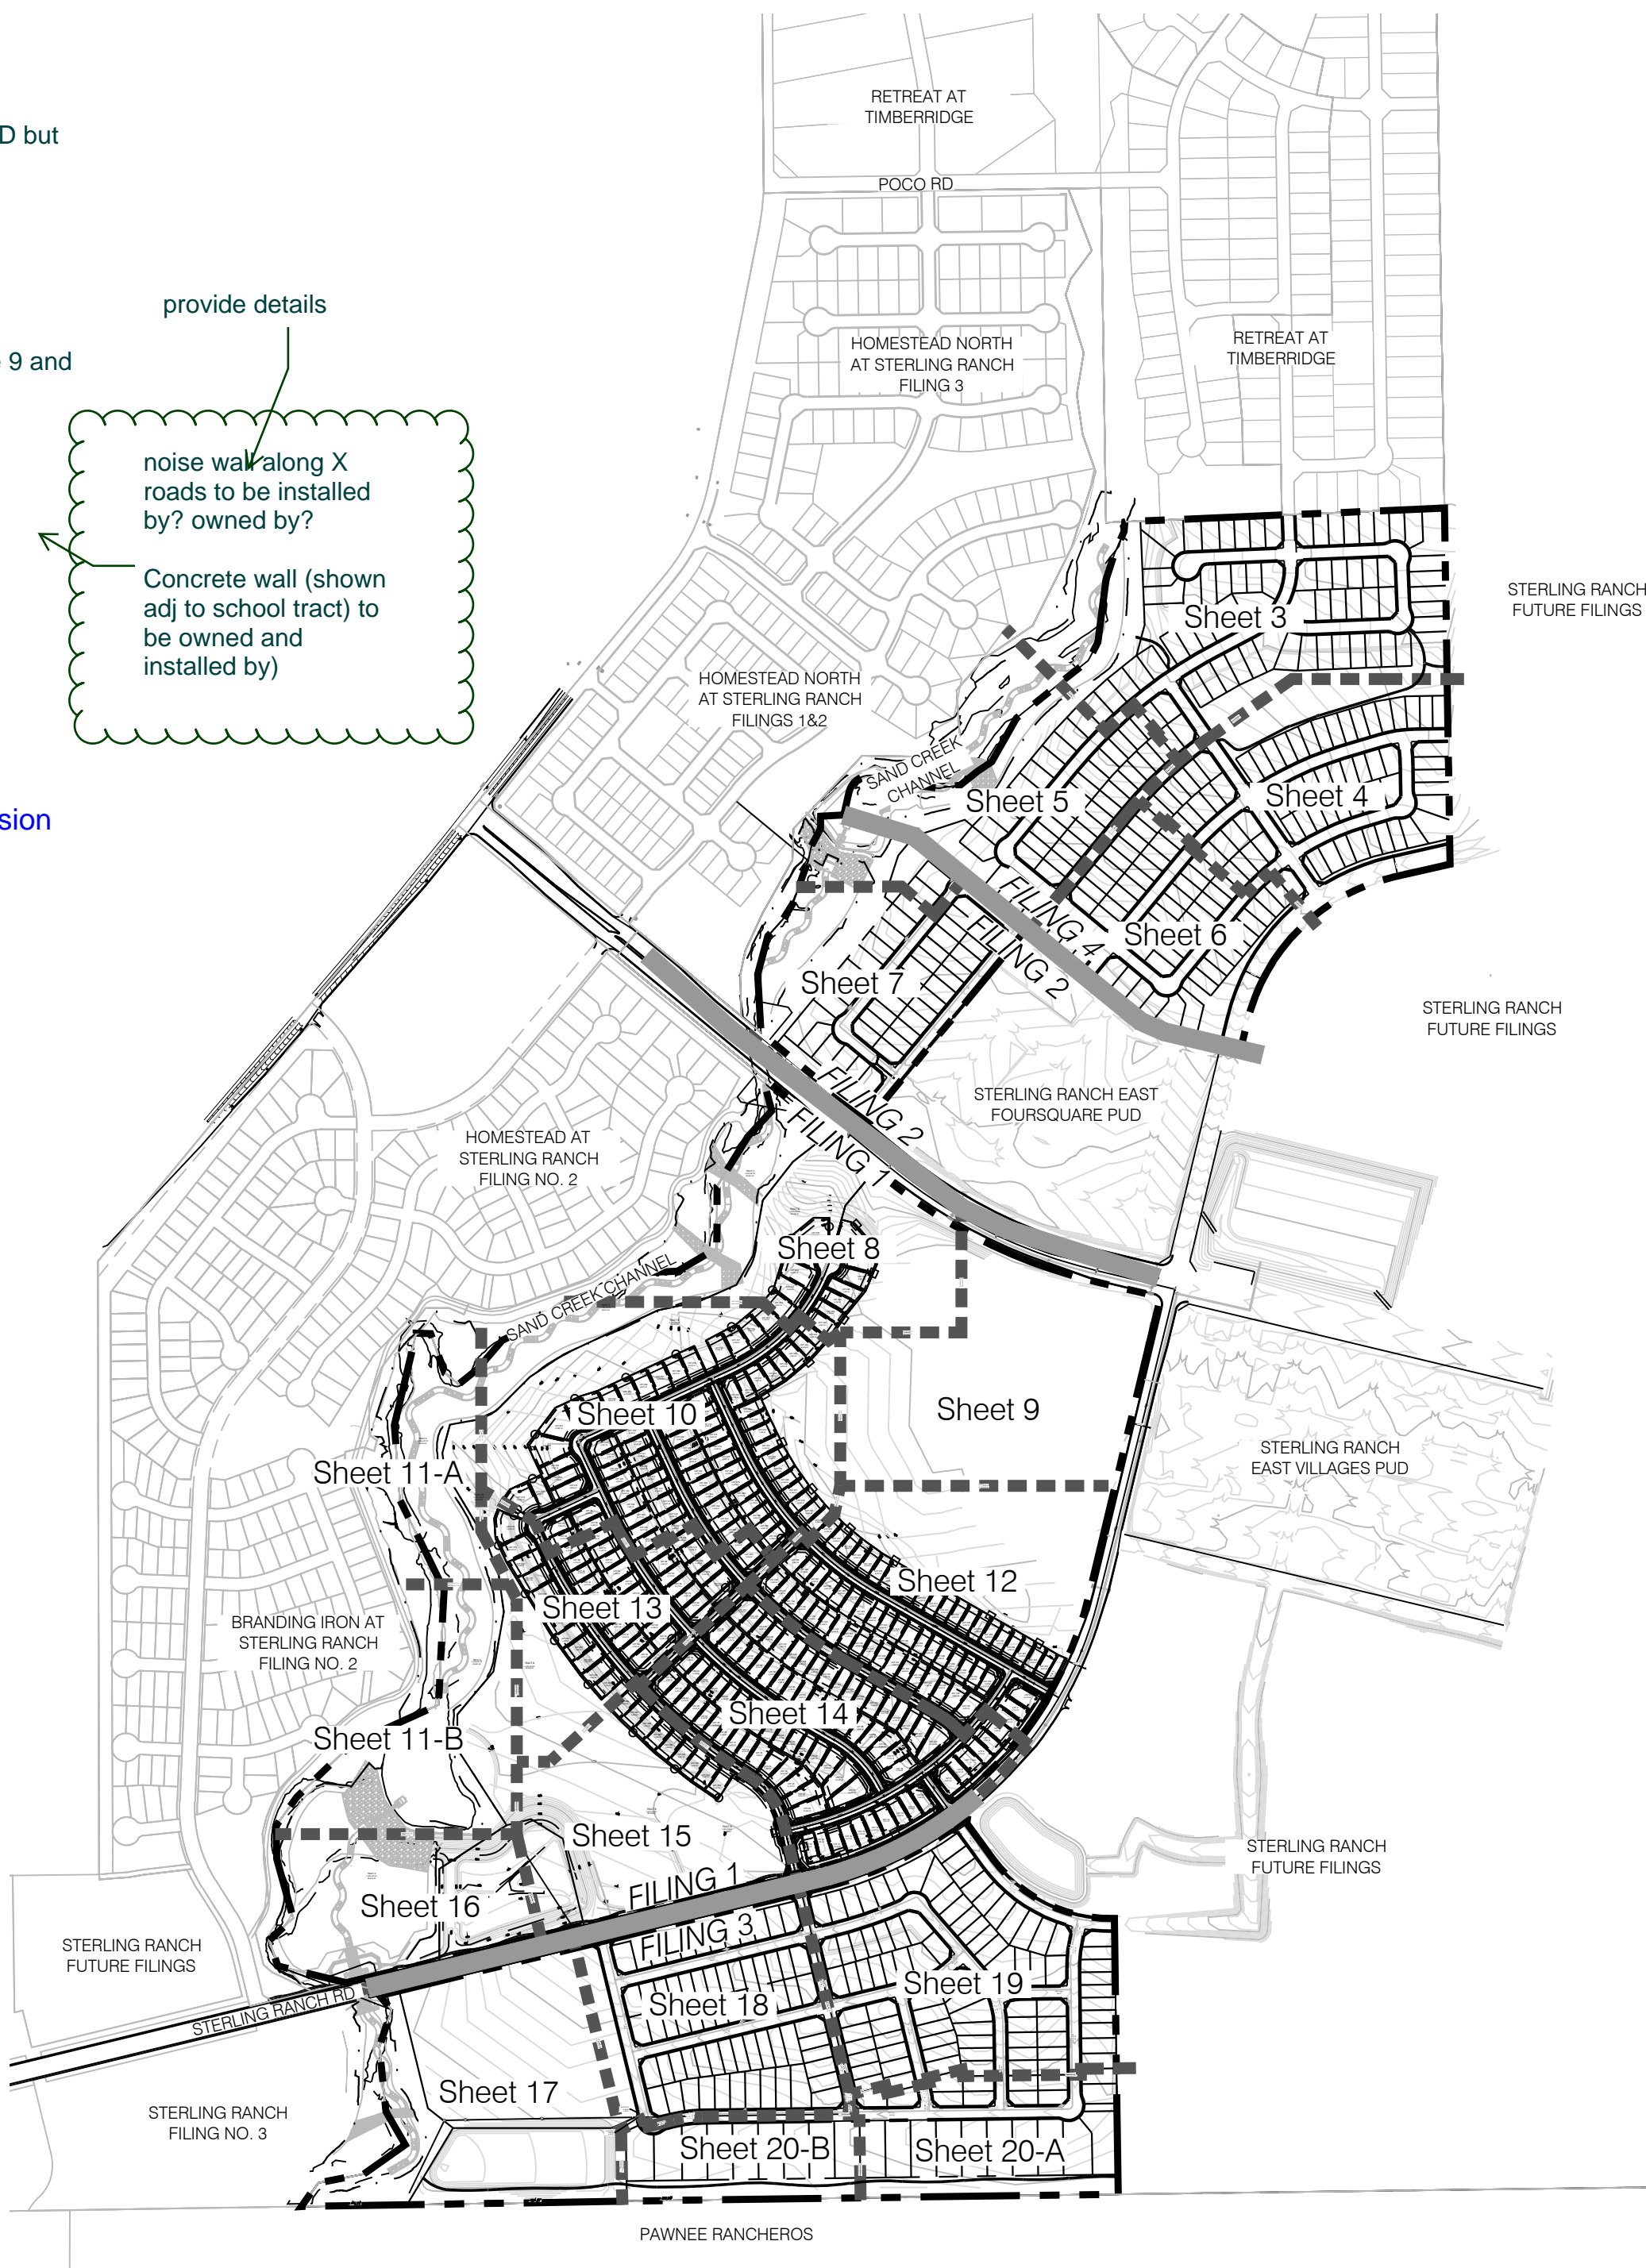 RETREAT AT
TIMBERRIDGE
D but
POCO RD
provide details
HOMESTEAD NORTH
AT STERLING RANCH
FILING 3
RETREAT AT
TIMBERRIDGE
9 and
noise wall along X
roads to be installed
by? owned by?
Concrete wall (shown
adj to school tract) to
be owned and
installed by)
STERLING RANCH
FUTURE FILINGS
Sheet 3
HOMESTEAD NORTH
AT STERLING RANCH
FILINGS 1&2
SAND CREEK
CHANNEL
Sheet 5
Sheet 4
sion
FILING 4
FILING 2
Sheet 6
Sheet 7
STERLING RANCH
FUTURE FILINGS
FILING 2
FILING 1
STERLING RANCH EAST
FOURSQUARE PUD
HOMESTEAD AT
STERLING RANCH
FILING NO. 2
Sheet 8
SAND CREEK CHANNEL
Sheet 9
Sheet 10
Sheet 11-A
STERLING RANCH
EAST VILLAGES PUD
Sheet 12
Sheet 13
BRANDING IRON AT
STERLING RANCH
FILING NO. 2
Sheet 14
Sheet 11-B
Sheet 15
STERLING RANCH
FUTURE FILINGS
FILING 1
Sheet 16
FILING 3
STERLING RANCH
FUTURE FILINGS
Sheet 19
Sheet 18
STERLING RANCH RD
Sheet 17
STERLING RANCH
FILING NO. 3
Sheet 20-B
Sheet 20-A
PAWNEE RANCHEROS